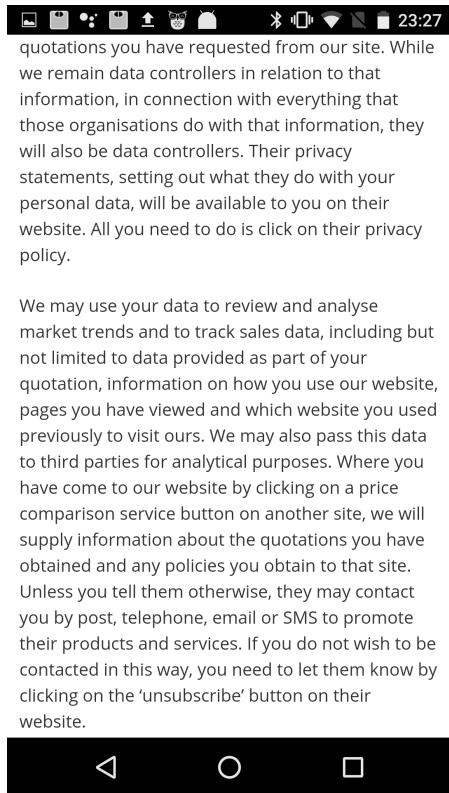 23:27
quotations you have requested from our site. While
we remain data controllers in relation to that
information, in connection with everything that
those organisations do with that information, they
will also be data controllers. Their privacy
statements, setting out what they do with your
personal data, will be available to you on their
website. All you need to do is click on their privacy
policy.
We may use your data to review and analyse
market trends and to track sales data, including but
not limited to data provided as part of your
quotation, information on how you use our website,
pages you have viewed and which website you used
previously to visit ours. We may also pass this data
to third parties for analytical purposes. Where you
have come to our website by clicking on a price
comparison service button on another site, we will
supply information about the quotations you have
obtained and any policies you obtain to that site.
Unless you tell them otherwise, they may contact
you by post, telephone, email or SMS to promote
their products and services. If you do not wish to be
contacted in this way, you need to let them know by
clicking on the ‘unsubscribe’ button on their
website.